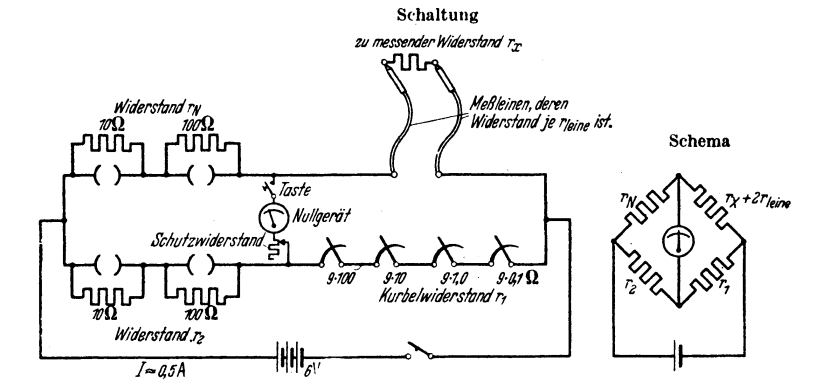 Schaltung
zu messender Widerstand rx
Meßleinen, deren
Widerstand je rleine ist.
Widerstand rN
10Ω
100Ω
Taste
Nullgerät
Schutzwiderstand
9·100
9·10
9·1,0
9·0,1 Ω
Kurbelwiderstand r1
10Ω
100Ω
Widerstand r2
I≈0,5A
6V
Schema
rN
rx+2rleine
r2
r1